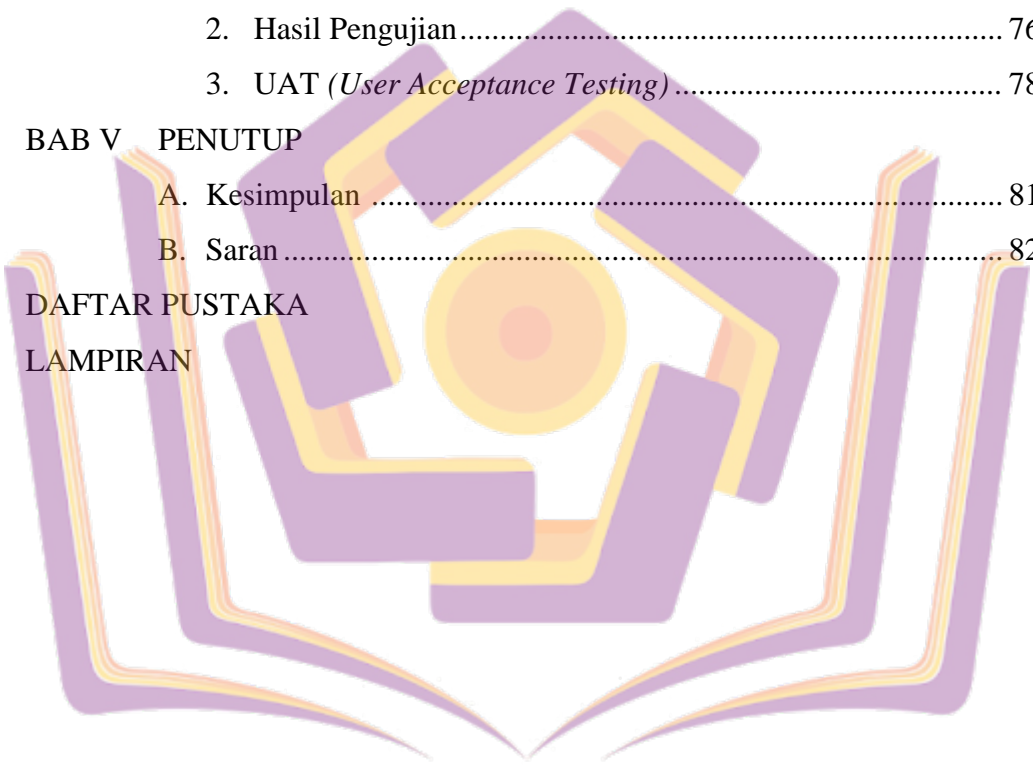 2. Hasil Pengujian........................................................................ 76
3. UAT (User Acceptance Testing) ........................................... 78
BAB V PENUTUP
A. Kesimpulan ................................................................................. 81
B. Saran ............................................................................................ 82
DAFTAR PUSTAKA
LAMPIRAN